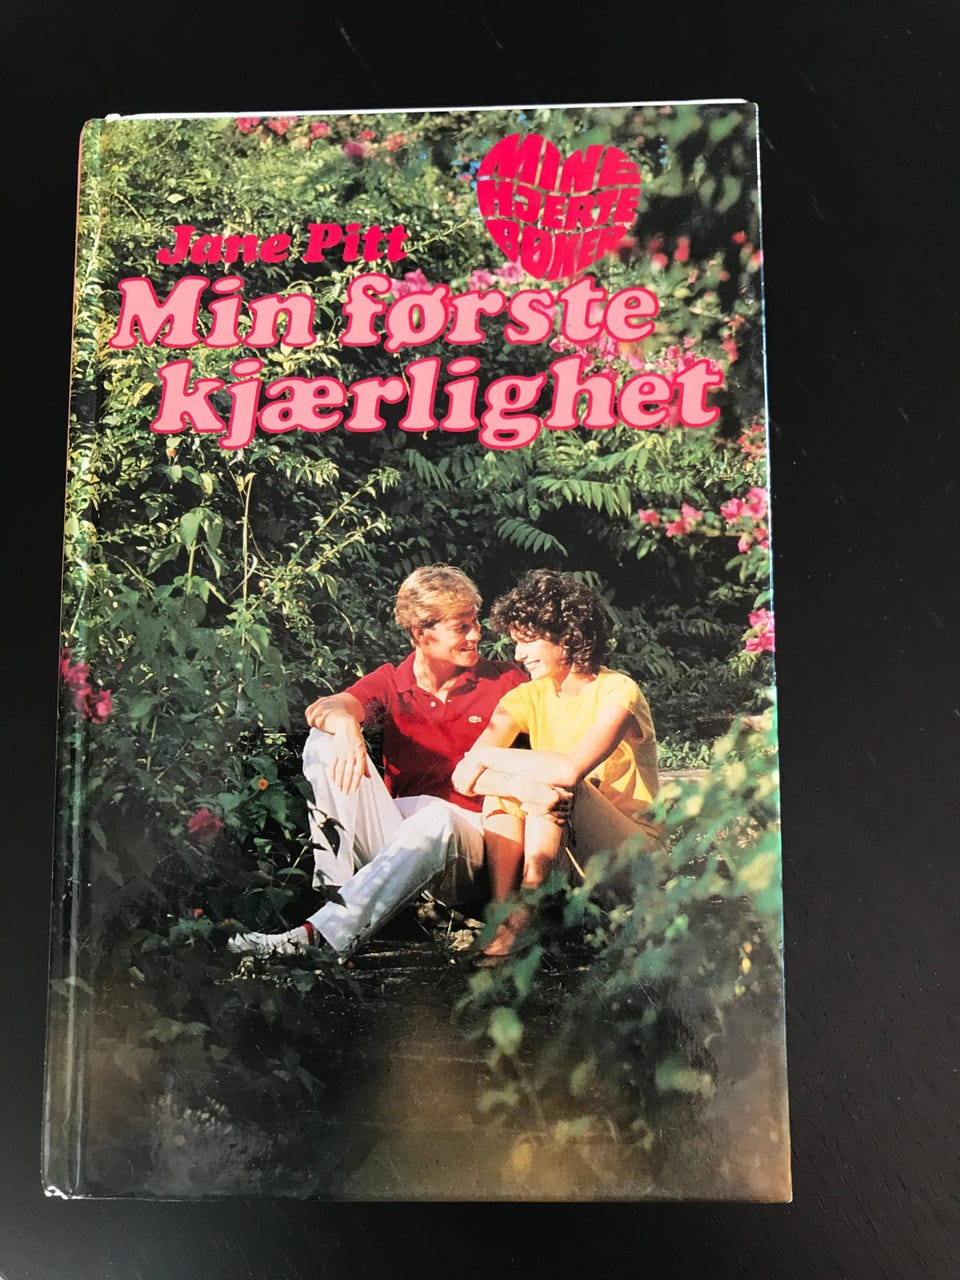 MINE
HJERTE
BØKER
Jane Pitt
Min første
kjærlighet